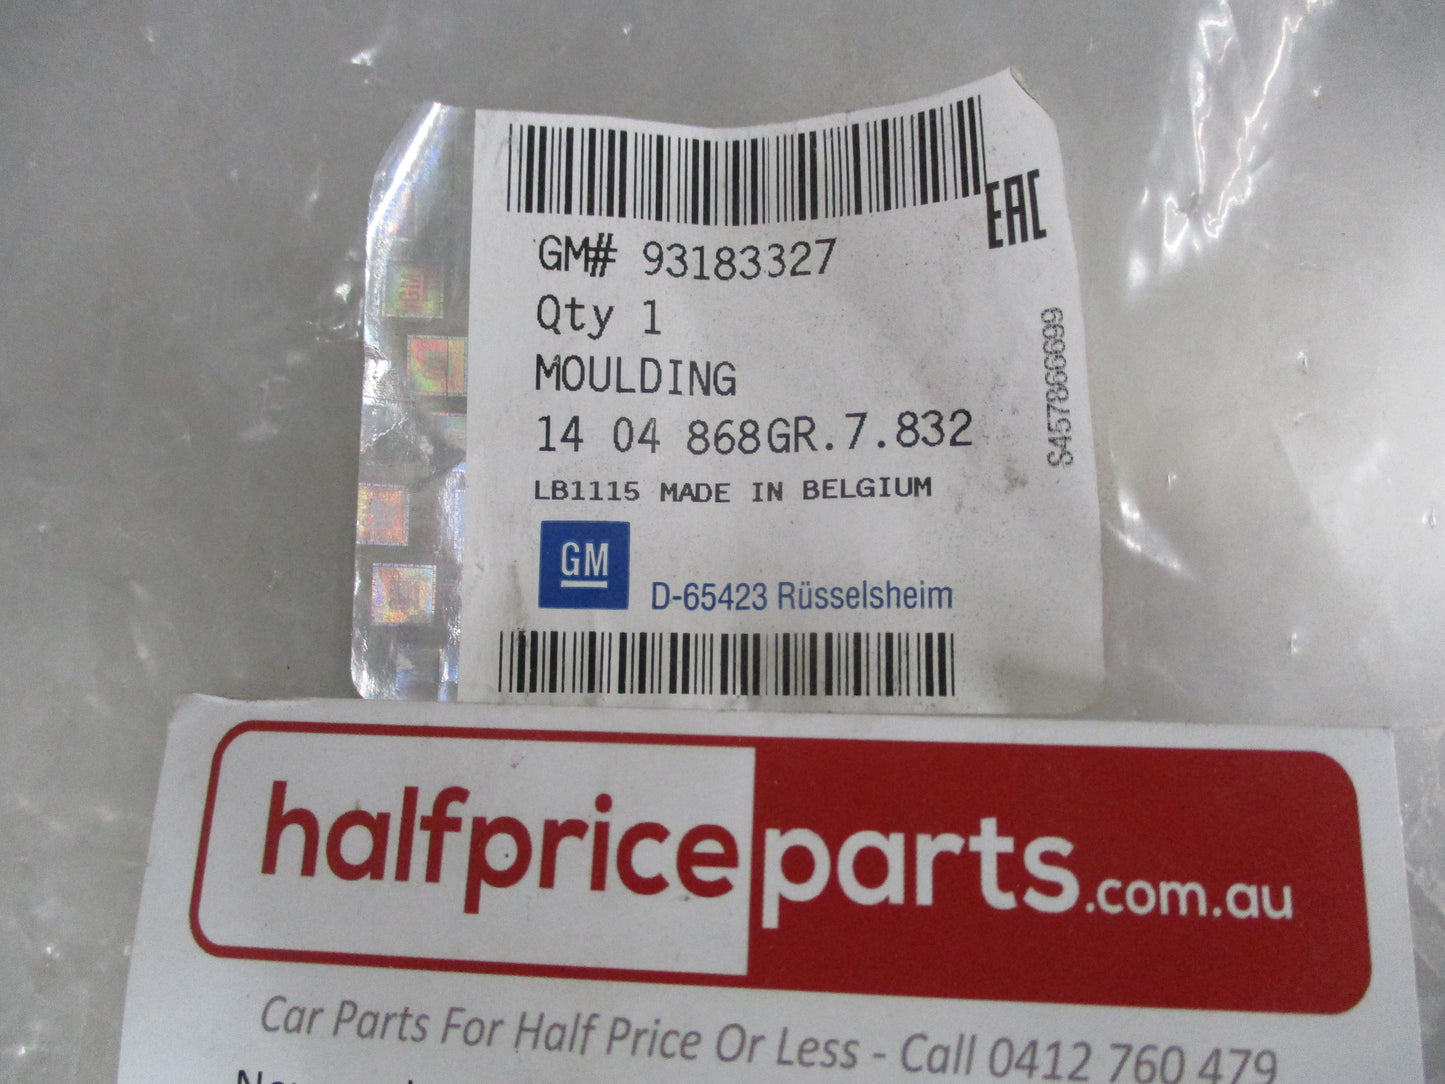 EAC
GM# 93183327
Qty 1
MOULDING
14 04 868GR.7.832
LB1115 MADE IN BELGIUM
GM
D-65423 Rüsselsheim
halfpriceparts.com.au
Car Parts For Half Price Or Less - Call 0412 760 479